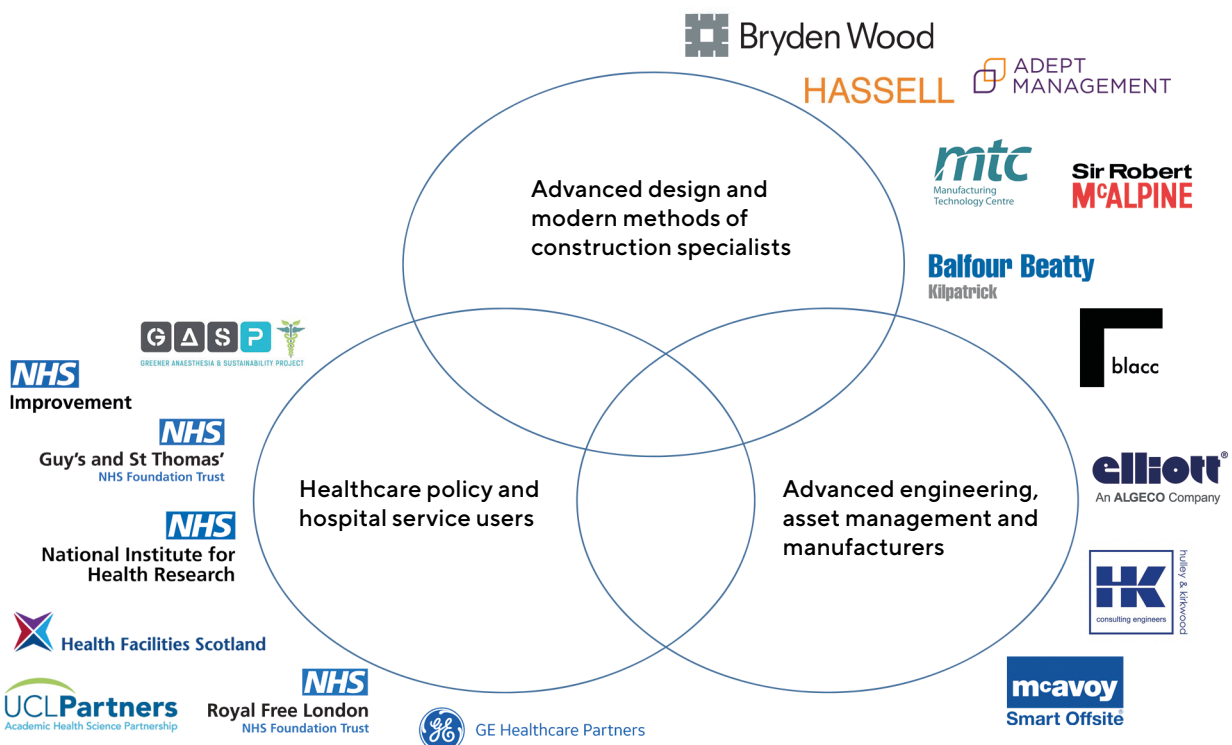 Bryden Wood
HASSELL
ADEPT
MANAGEMENT
mtc
Manufacturing
Technology Centre
Sir Robert
McALPINE
Advanced design and
modern methods of
construction specialists
Balfour Beatty
Kilpatrick
blacc
GASP
GREENER ANAESTHESIA & SUSTAINABILITY PROJECT
NHS
Improvement
NHS
Guy's and St Thomas'
NHS Foundation Trust
NHS
National Institute for
Health Research
Health Facilities Scotland
UCLPartners
Academic Health Science Partnership
NHS
Royal Free London
NHS Foundation Trust
GE
GE Healthcare Partners
Healthcare policy and
hospital service users
Advanced engineering,
asset management and
manufacturers
elliott®
An ALGECO Company
HK
consulting engineers
hulley & kirkwood
mcavoy
Smart Offsite